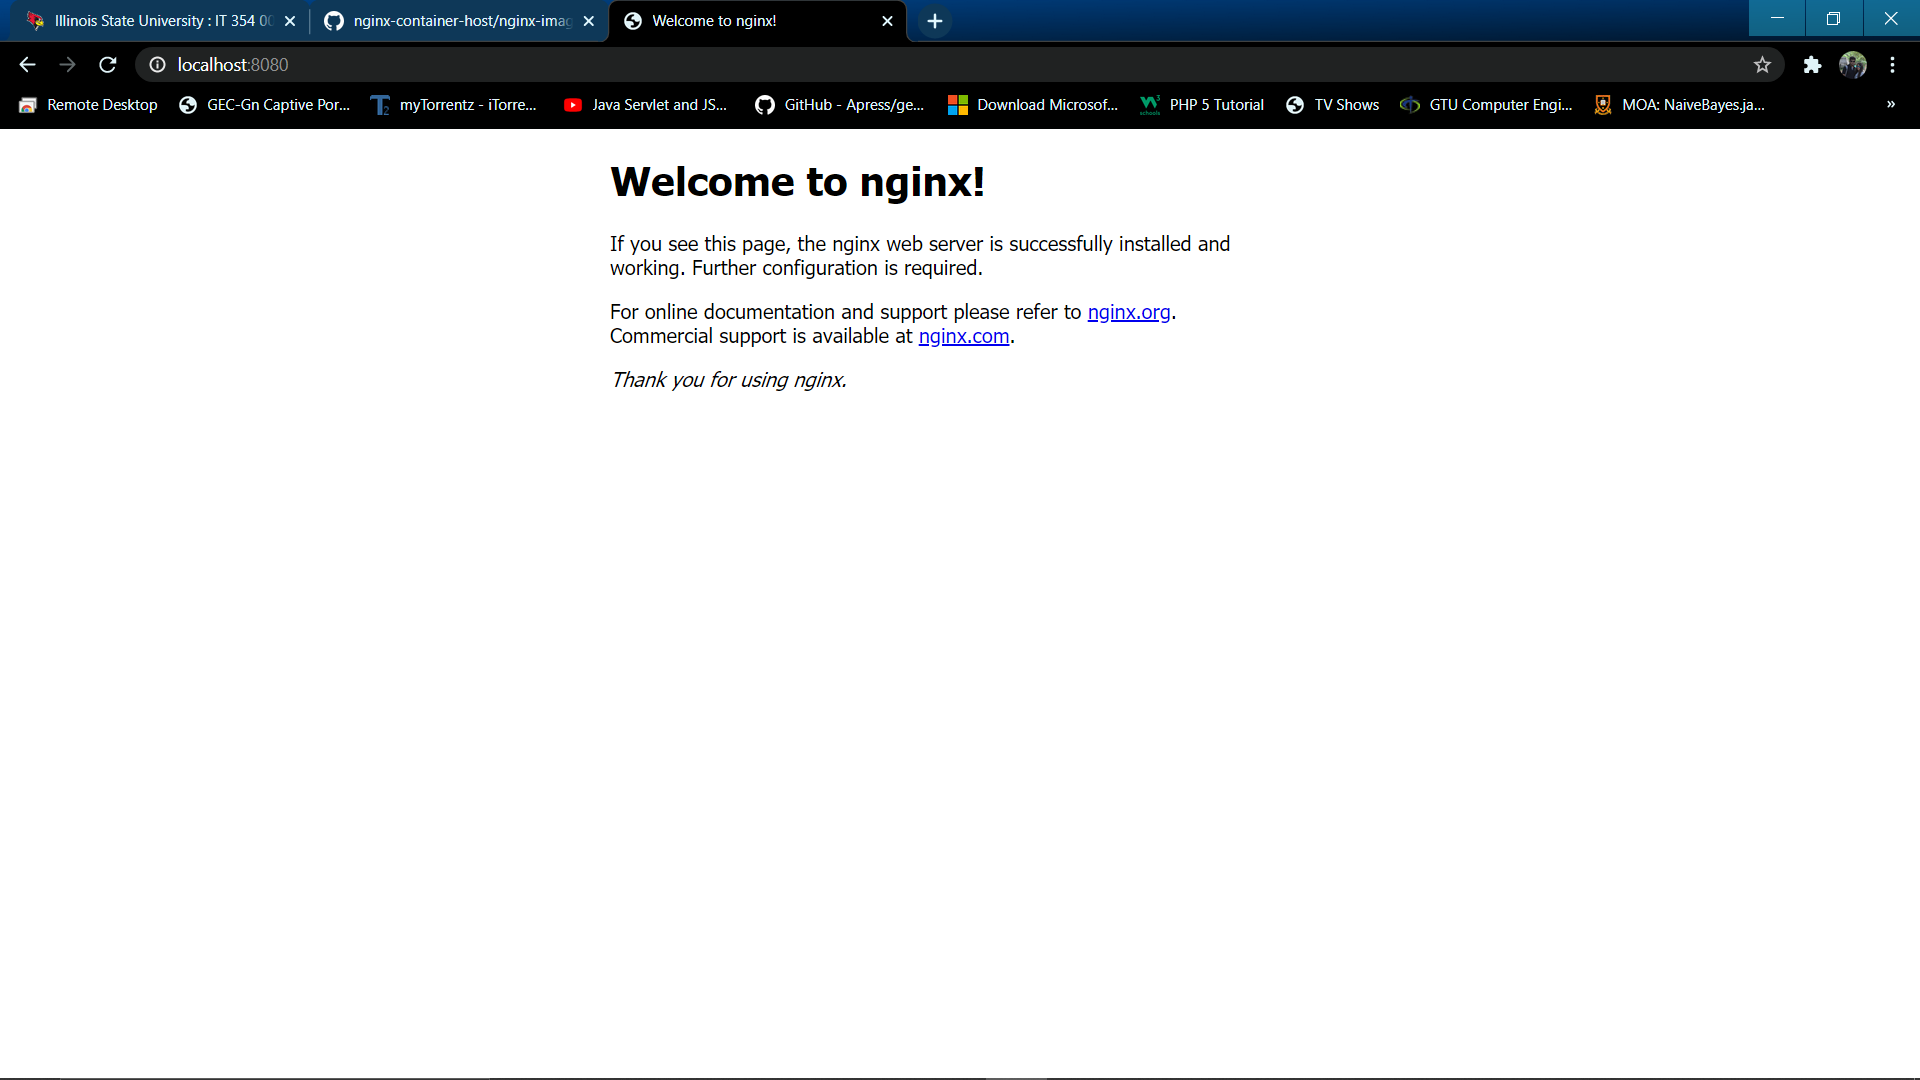 Illinois State University : IT 354 00
nginx-container-host/nginx-imag
Welcome to nginx!
localhost:8080
Remote Desktop
GEC-Gn Captive Por...
myTorrentz - iTorre...
Java Servlet and JS...
GitHub - Apress/ge...
Download Microsof...
PHP 5 Tutorial
TV Shows
GTU Computer Engi...
MOA: NaiveBayes.ja...
»
Welcome to nginx!
If you see this page, the nginx web server is successfully installed and
working. Further configuration is required.
For online documentation and support please refer to nginx.org.
Commercial support is available at nginx.com.
Thank you for using nginx.